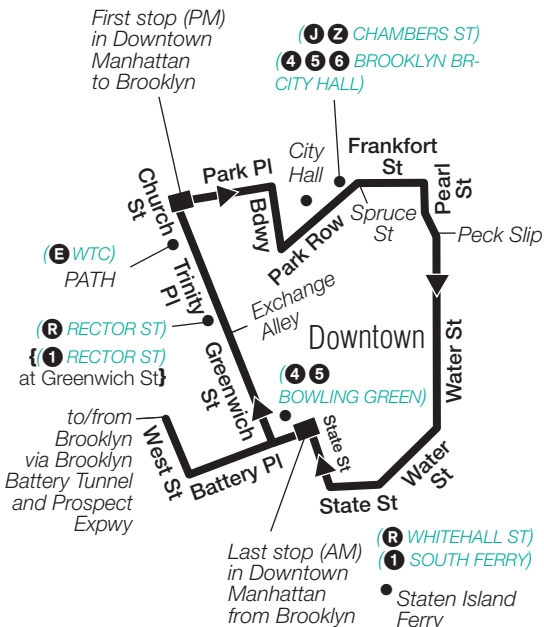 First stop (PM)
in Downtown
Manhattan
to Brooklyn
(J Z CHAMBERS ST)
(4 5 6 BROOKLYN BR-
CITY HALL)
City
Hall
Frankfort
St
Park Pl
Church
St
Bdwy
Park Row
Spruce
St
Pearl
St
Peck Slip
(E WTC)
PATH
Trinity
Pl
Exchange
Alley
(R RECTOR ST)
{(1 RECTOR ST)
at Greenwich St}
Greenwich
St
Downtown
Water St
(4 5
BOWLING GREEN)
to/from
Brooklyn
via Brooklyn
Battery Tunnel
and Prospect
Expwy
West St
Battery Pl
State St
State St
Water
St
Last stop (AM)
in Downtown
Manhattan
from Brooklyn
(R WHITEHALL ST)
(1 SOUTH FERRY)
Staten Island
Ferry